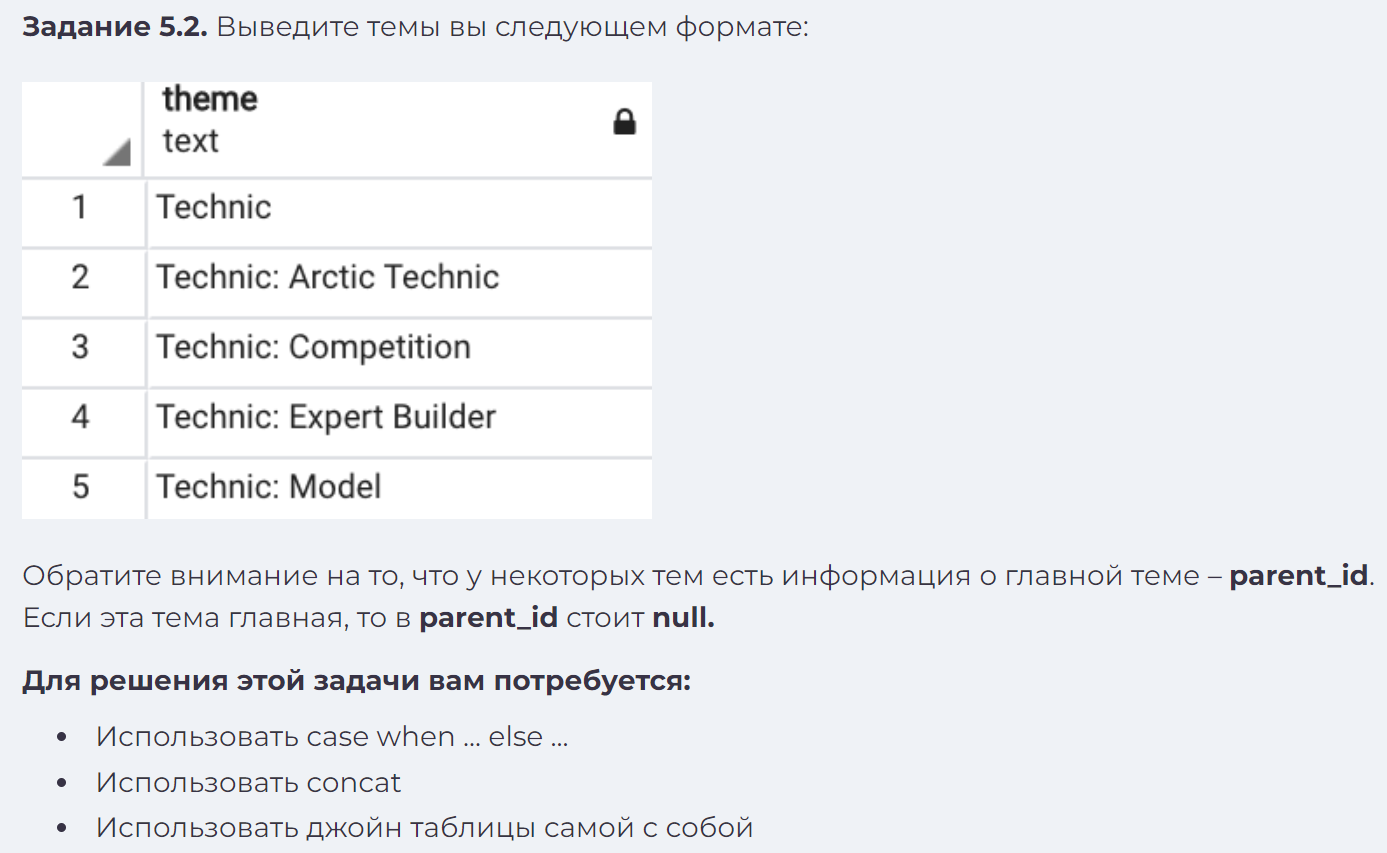 Задание 5.2. Выведите темы вы следующем формате:
theme
text
1 Technic
2 Technic: Arctic Technic
3 Technic: Competition
4 Technic: Expert Builder
5 Technic: Model
Обратите внимание на то, что у некоторых тем есть информация о главной теме – parent_id.
Если эта тема главная, то в parent_id стоит null.
Для решения этой задачи вам потребуется:
• Использовать case when ... else ...
• Использовать concat
• Использовать джойн таблицы самой с собой